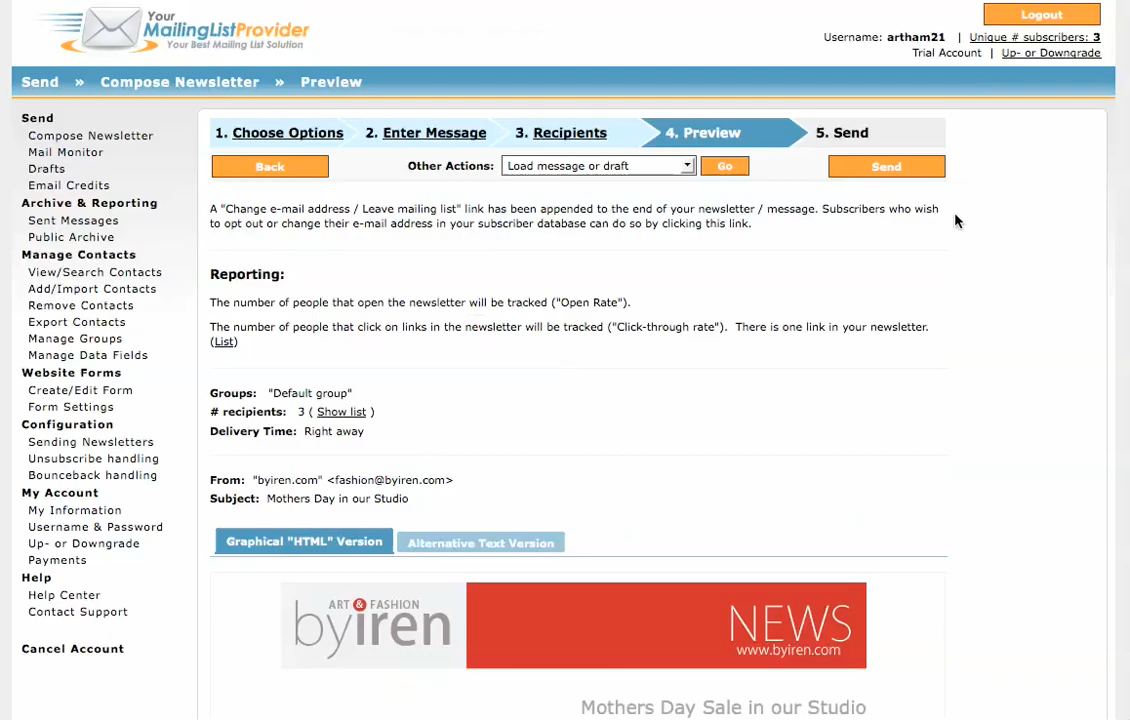 Your
MailingListProvider
Your Best Mailing List Solution
Logout
Username: artham21 | Unique # subscribers: 3
Trial Account | Up- or Downgrade
Send » Compose Newsletter » Preview
Send
Compose Newsletter
Mail Monitor
Drafts
Email Credits
Archive & Reporting
Sent Messages
Public Archive
Manage Contacts
View/Search Contacts
Add/Import Contacts
Remove Contacts
Export Contacts
Manage Groups
Manage Data Fields
Website Forms
Create/Edit Form
Form Settings
Configuration
Sending Newsletters
Unsubscribe handling
Bounceback handling
My Account
My Information
Username & Password
Up- or Downgrade
Payments
Help
Help Center
Contact Support
Cancel Account
1. Choose Options 2. Enter Message 3. Recipients 4. Preview 5. Send
Back Other Actions: Load message or draft Go Send
A "Change e-mail address / Leave mailing list" link has been appended to the end of your newsletter / message. Subscribers who wish
to opt out or change their e-mail address in your subscriber database can do so by clicking this link.
Reporting:
The number of people that open the newsletter will be tracked ("Open Rate").
The number of people that click on links in the newsletter will be tracked ("Click-through rate"). There is one link in your newsletter.
(List)
Groups: "Default group"
# recipients: 3 ( Show list )
Delivery Time: Right away
From: "byiren.com" <fashion@byiren.com>
Subject: Mothers Day in our Studio
Graphical "HTML" Version Alternative Text Version
ART & FASHION
byiren
NEWS
www.byiren.com
Mothers Day Sale in our Studio